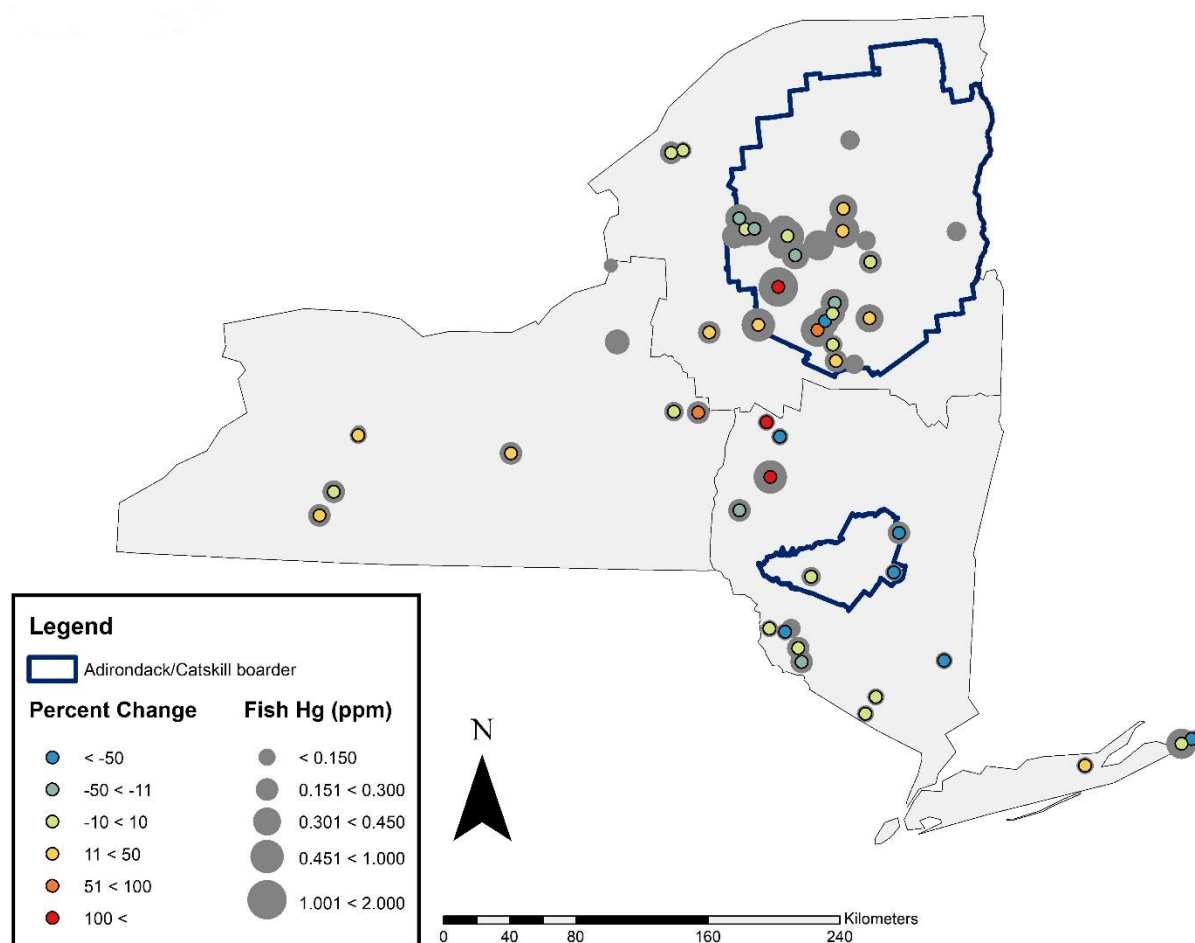 N
Legend
Adirondack/Catskill boarder
Percent Change Fish Hg (ppm)
< -50 < 0.150
-50 < -11 0.151 < 0.300
-10 < 10 0.301 < 0.450
11 < 50 0.451 < 1.000
51 < 100 1.001 < 2.000
100 <
Kilometers
0 40 80 160 240